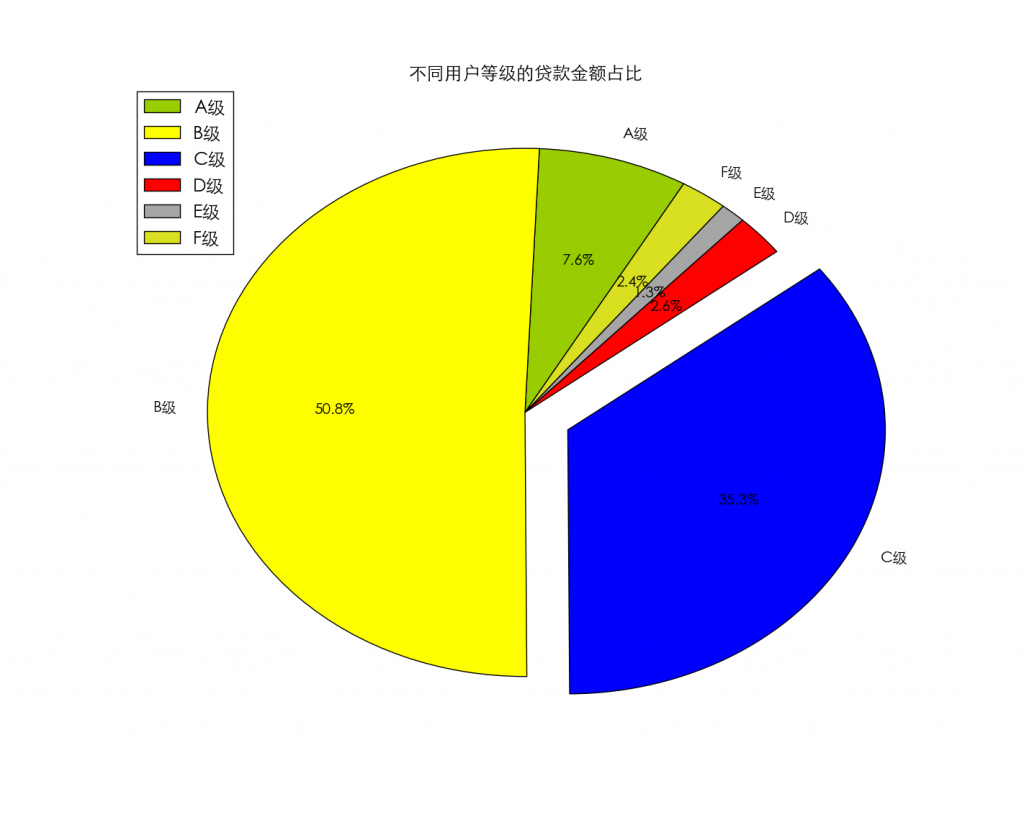 不同用户等级的贷款金额占比
A级
B级
C级
D级
E级
F级
A级
F级
E级
D级
7.6%
2.4%
1.3%
2.6%
B级
50.8%
35.3%
C级